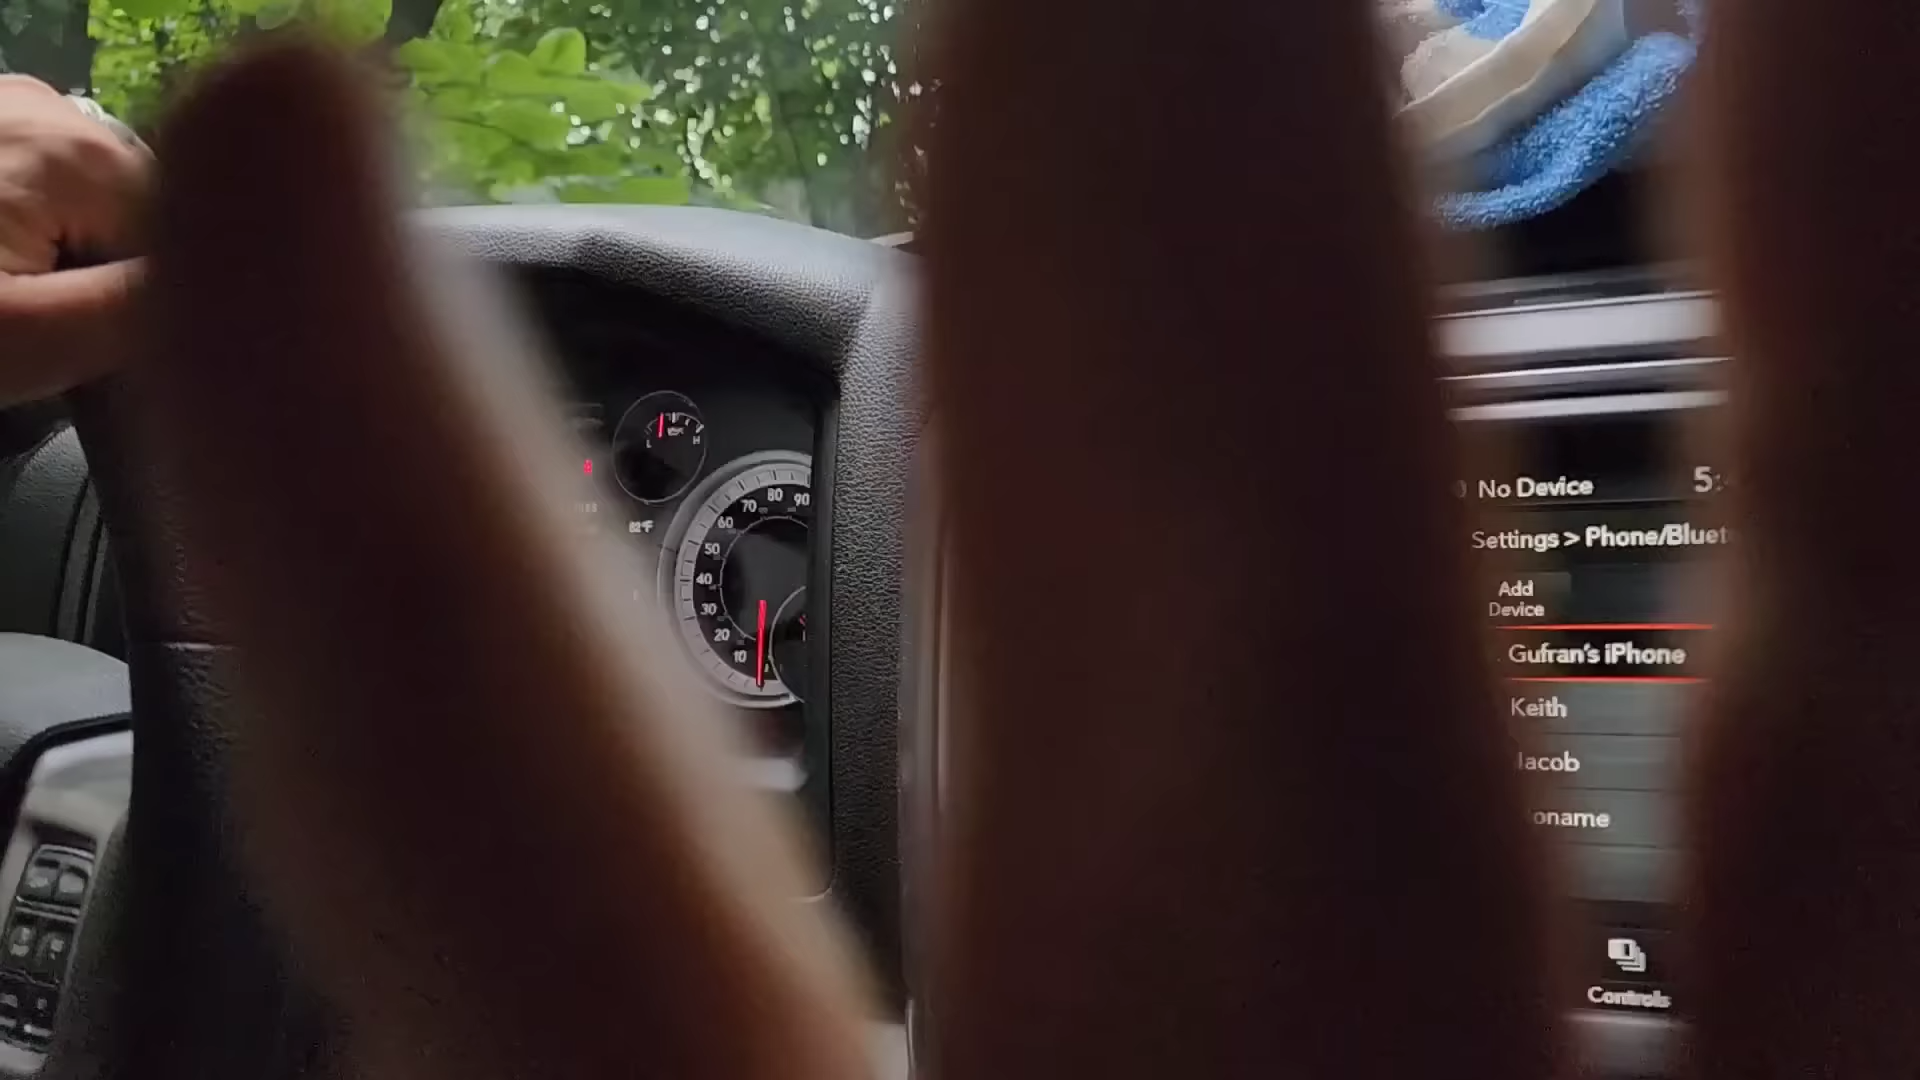 No Device
Settings > Phone/Bluet
Add
Device
Gufran's iPhone
Keith
Jacob
oname
Controls
L
H
82°F
90
80
70
60
50
40
30
20
10